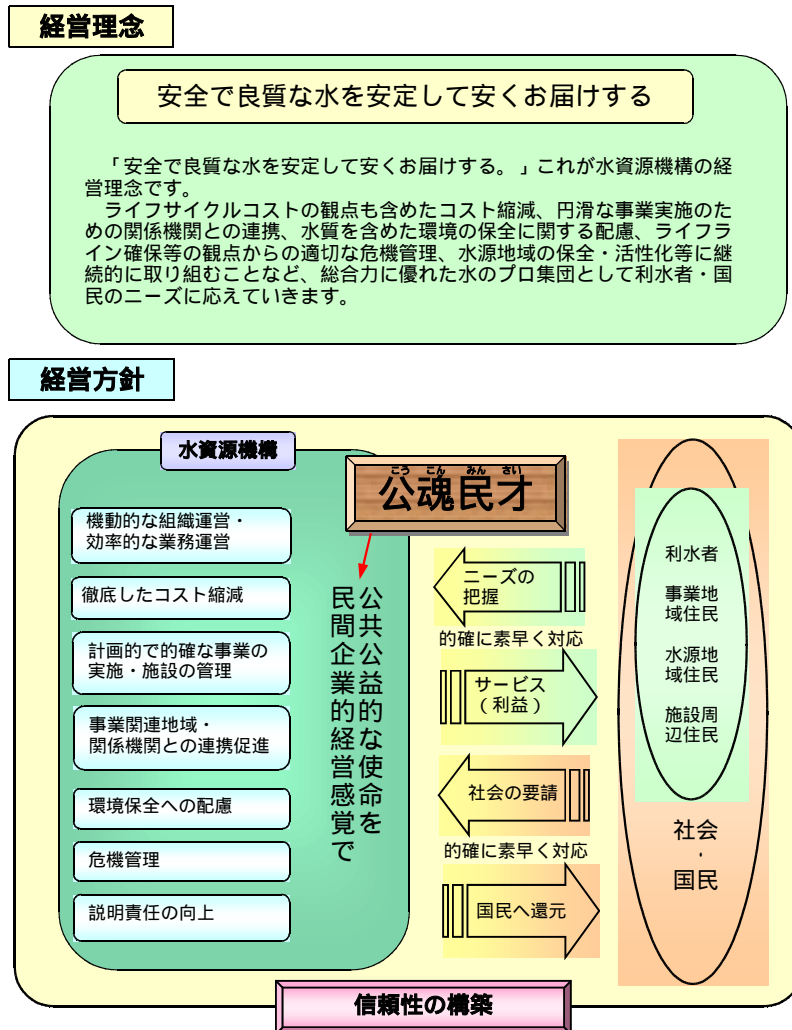 経営理念
安全で良質な水を安定して安くお届けする
「安全で良質な水を安定して安くお届けする。」これが水資源機構の経
営理念です。
ライフサイクルコストの観点も含めたコスト縮減、円滑な事業実施のた
めの関係機関との連携、水質を含めた環境の保全に関する配慮、ライフラ
イン確保等の観点からの適切な危機管理、水源地域の保全・活性化等に継
続的に取り組むことなど、総合力に優れた水のプロ集団として利水者・国
民のニーズに応えていきます。
経営方針
水資源機構
こう こん みん さい
公魂民才
機動的な組織運営・
効率的な業務運営
徹底したコスト縮減
計画的で的確な事業の
実施・施設の管理
事業関連地域・
関係機関との連携促進
環境保全への配慮
危機管理
説明責任の向上
公共公益的な使命を
民間企業的経営感覚で
ニーズの
把握
的確に素早く対応
サービス
（利益）
社会の要請
的確に素早く対応
国民へ還元
利水者
事業地
域住民
水源地
域住民
施設周
辺住民
社会
・
国民
信頼性の構築